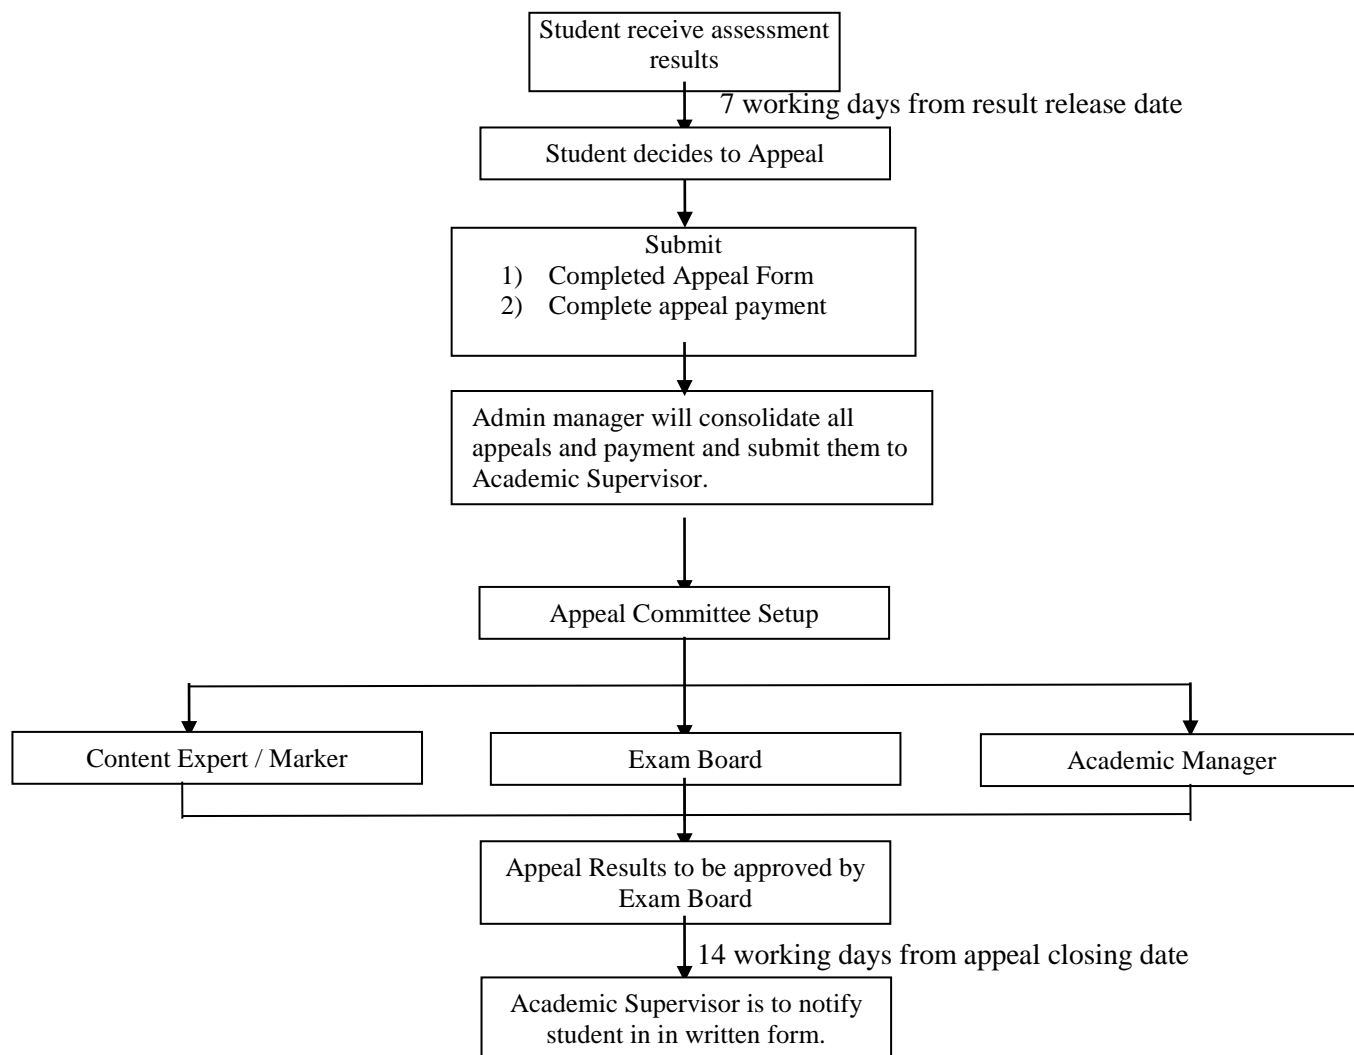 Student receive assessment
results
7 working days from result release date
Student decides to Appeal
Submit
1) Completed Appeal Form
2) Complete appeal payment
Admin manager will consolidate all
appeals and payment and submit them to
Academic Supervisor.
Appeal Committee Setup
Content Expert / Marker
Exam Board
Academic Manager
Appeal Results to be approved by
Exam Board
14 working days from appeal closing date
Academic Supervisor is to notify
student in in written form.